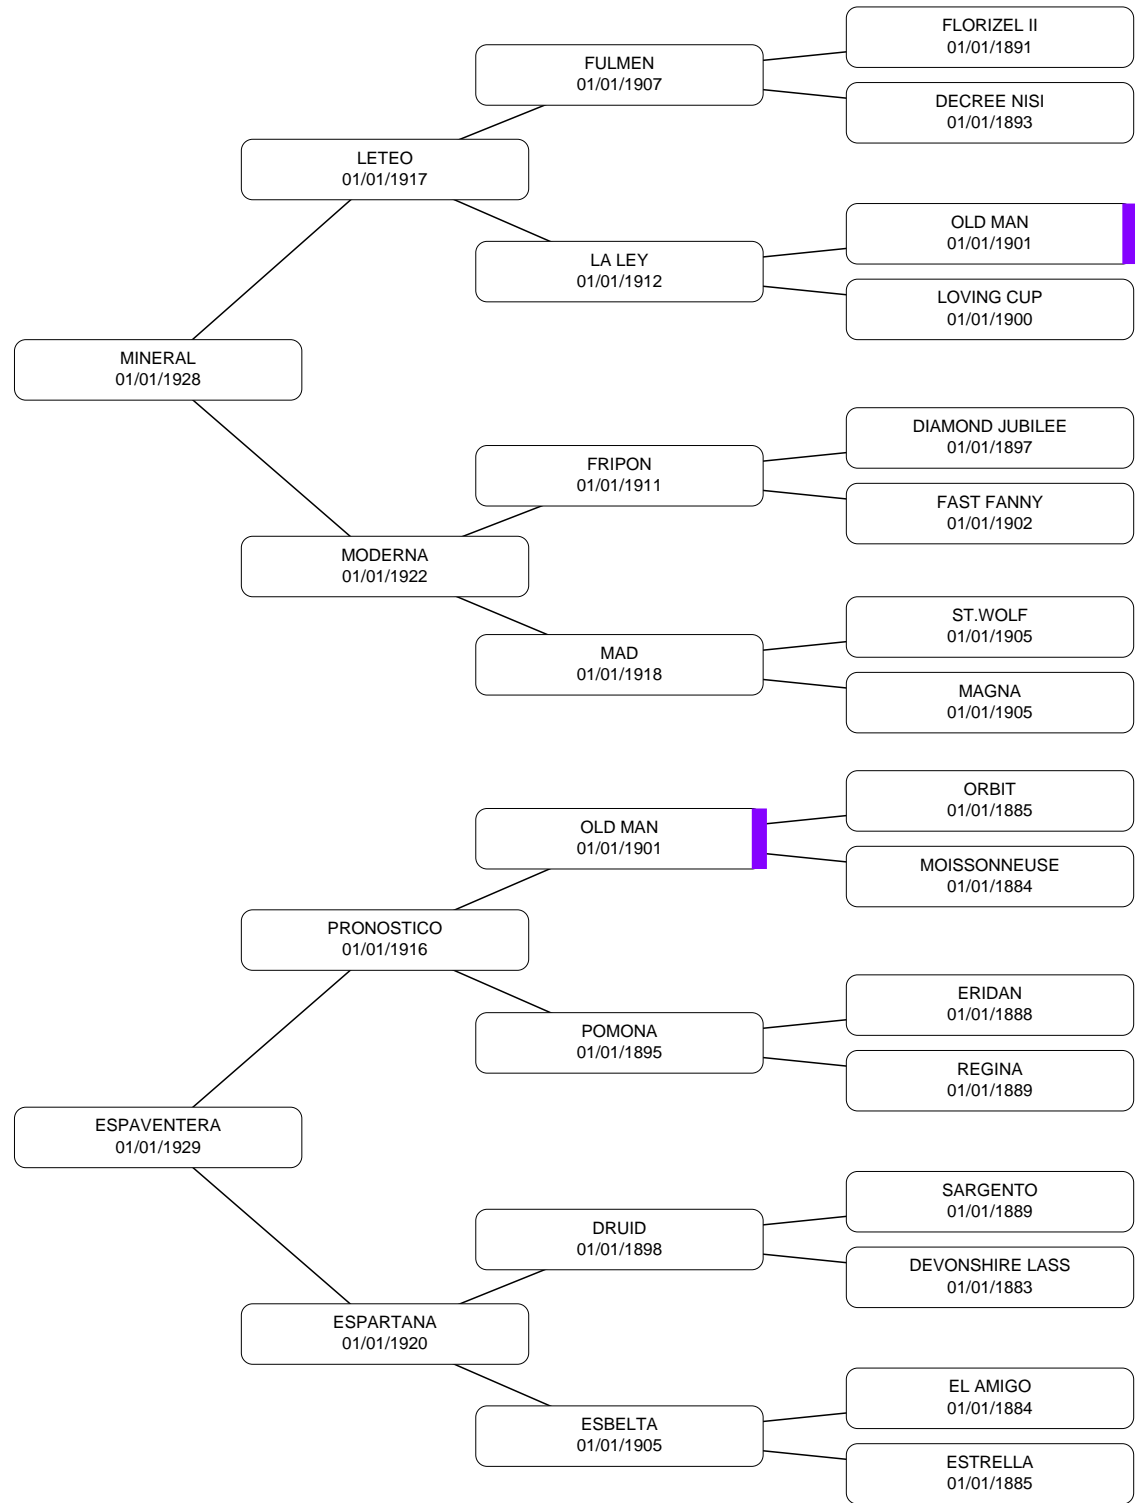 FLORIZEL II
01/01/1891
FULMEN
01/01/1907
DECREE NISI
01/01/1893
LETEO
01/01/1917
OLD MAN
01/01/1901
LA LEY
01/01/1912
LOVING CUP
01/01/1900
MINERAL
01/01/1928
DIAMOND JUBILEE
01/01/1897
FRIPON
01/01/1911
FAST FANNY
01/01/1902
MODERNA
01/01/1922
ST.WOLF
01/01/1905
MAD
01/01/1918
MAGNA
01/01/1905
ORBIT
01/01/1885
OLD MAN
01/01/1901
MOISSONNEUSE
01/01/1884
PRONOSTICO
01/01/1916
ERIDAN
01/01/1888
POMONA
01/01/1895
REGINA
01/01/1889
ESPAVENTERA
01/01/1929
SARGENTO
01/01/1889
DRUID
01/01/1898
DEVONSHIRE LASS
01/01/1883
ESPARTANA
01/01/1920
EL AMIGO
01/01/1884
ESBELTA
01/01/1905
ESTRELLA
01/01/1885